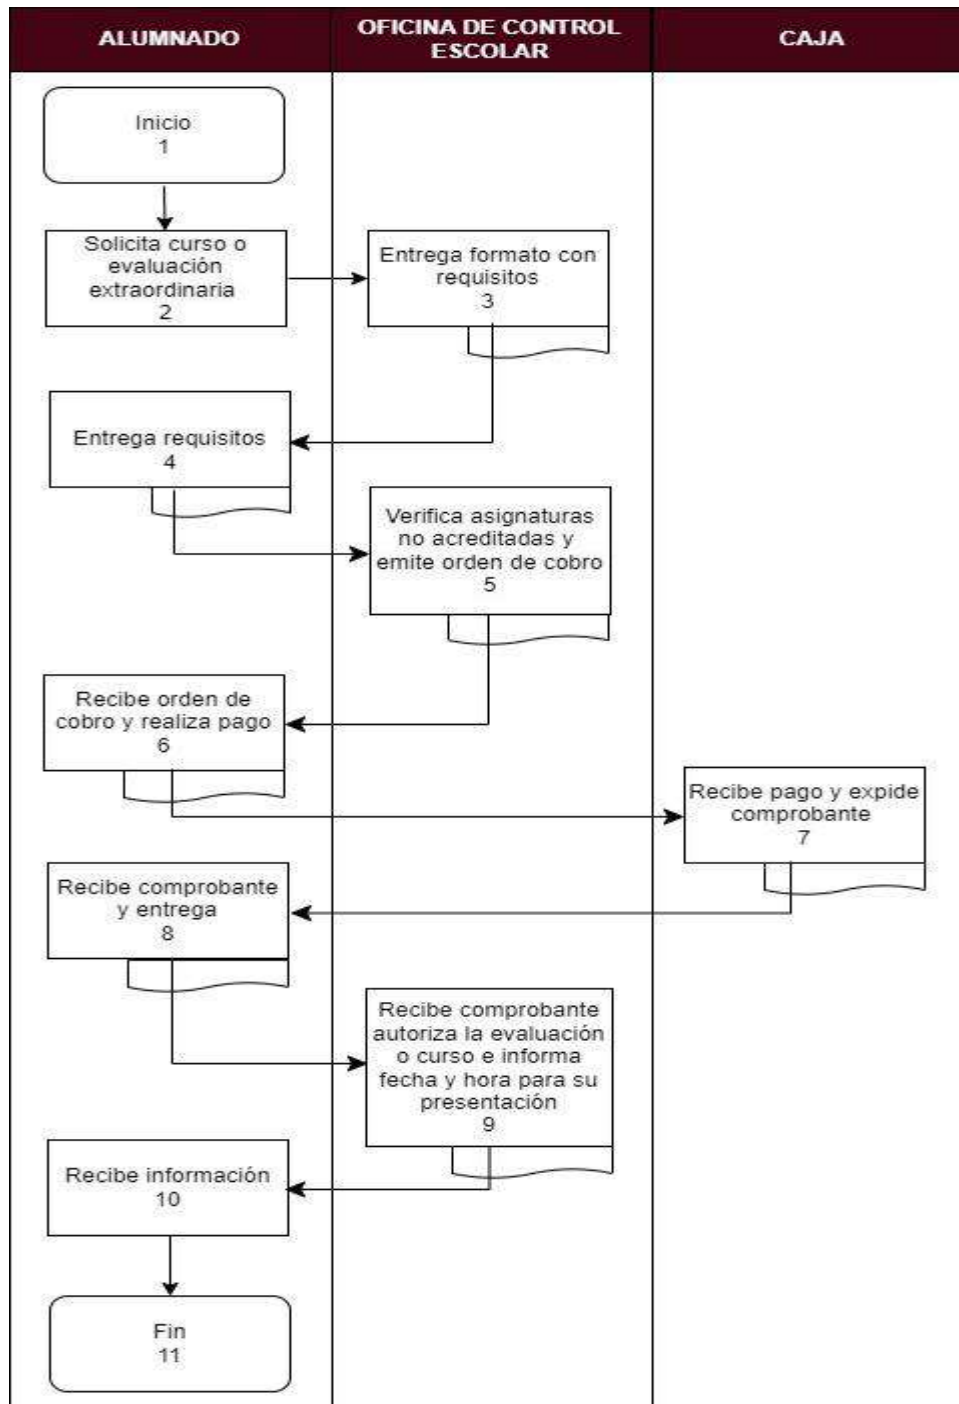 ALUMNADO
OFICINA DE CONTROL
ESCOLAR
CAJA
Inicio
1
Solicita curso o
evaluación
extraordinaria
2
Entrega formato con
requisitos
3
Entrega requisitos
4
Verifica asignaturas
no acreditadas y
emite orden de cobro
5
Recibe orden de
cobro y realiza pago
6
Recibe pago y expide
comprobante
7
Recibe comprobante
y entrega
8
Recibe comprobante
autoriza la evaluación
o curso e informa
fecha y hora para su
presentación
9
Recibe información
10
Fin
11